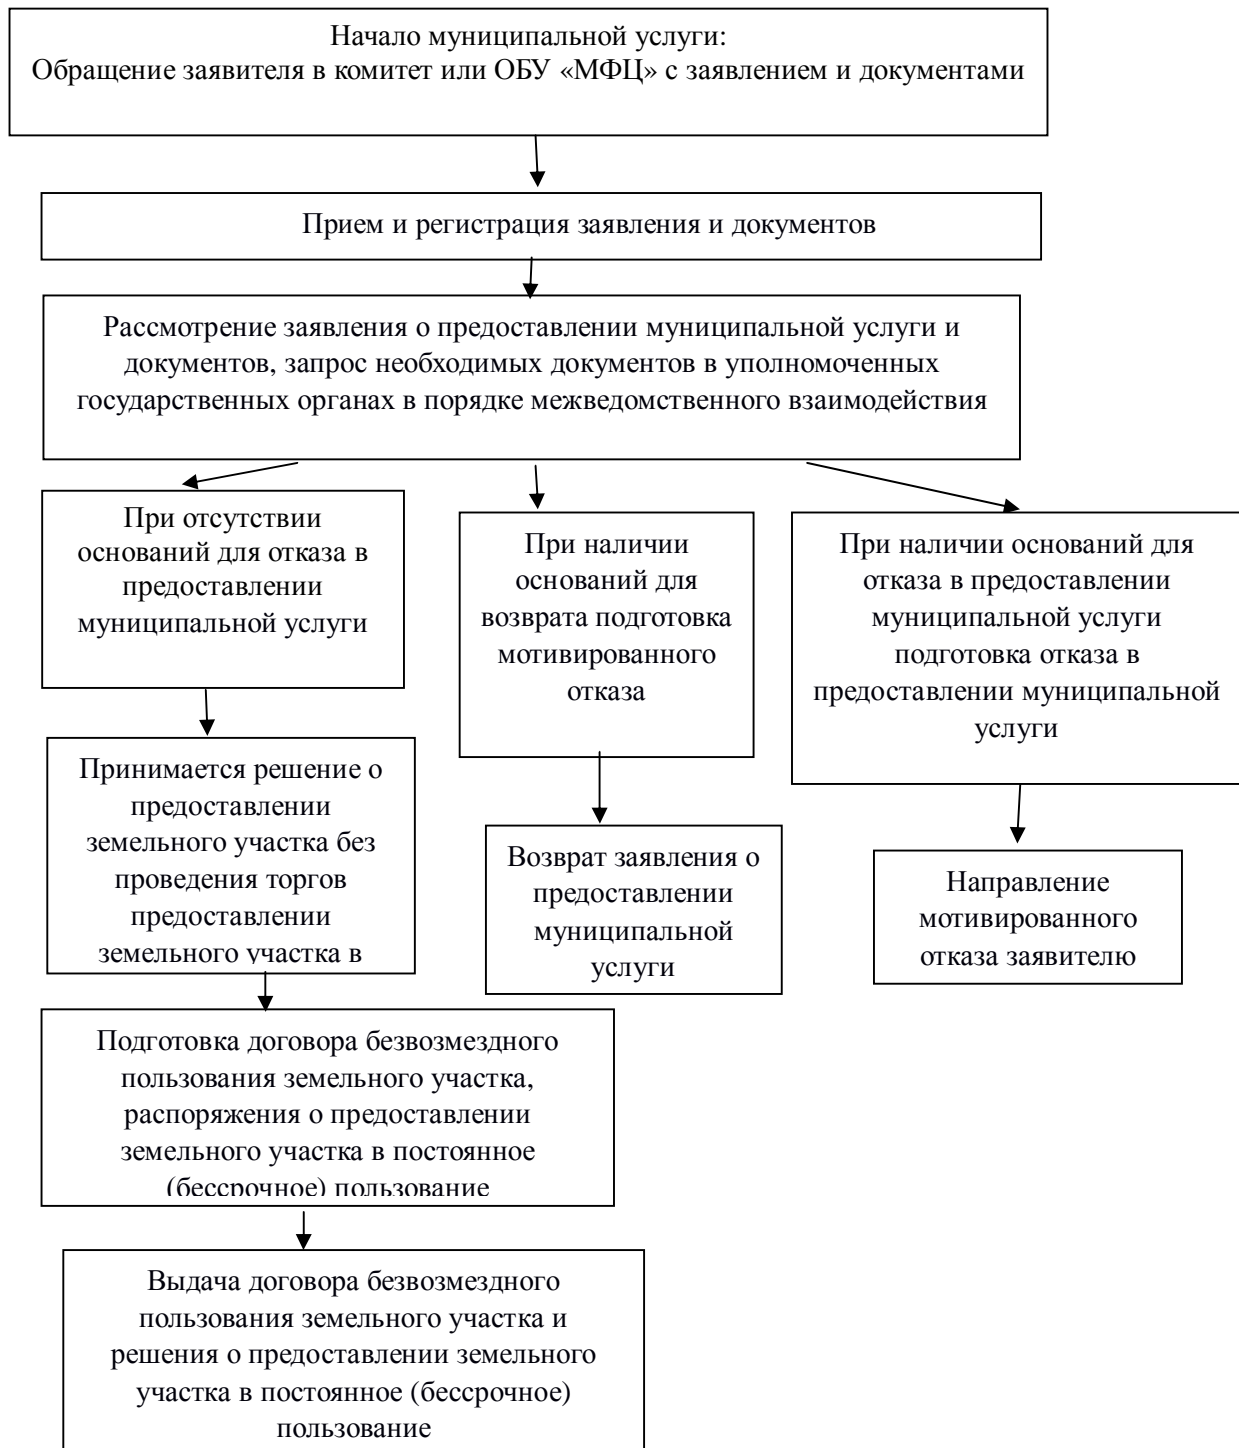 Начало муниципальной услуги:
Обращение заявителя в комитет или ОБУ «МФЦ» с заявлением и документами
Прием и регистрация заявления и документов
Рассмотрение заявления о предоставлении муниципальной услуги и
документов, запрос необходимых документов в уполномоченных
государственных органах в порядке межведомственного взаимодействия
При отсутствии
оснований для отказа в
предоставлении
муниципальной услуги
При наличии
оснований для
возврата подготовка
мотивированного
отказа
При наличии оснований для
отказа в предоставлении
муниципальной услуги
подготовка отказа в
предоставлении муниципальной
услуги
Принимается решение о
предоставлении
земельного участка без
проведения торгов
предоставлении
земельного участка в
Возврат заявления о
предоставлении
муниципальной
услуги
Направление
мотивированного
отказа заявителю
Подготовка договора безвозмездного
пользования земельного участка,
распоряжения о предоставлении
земельного участка в постоянное
(бессрочное) пользование
Выдача договора безвозмездного
пользования земельного участка и
решения о предоставлении земельного
участка в постоянное (бессрочное)
пользование